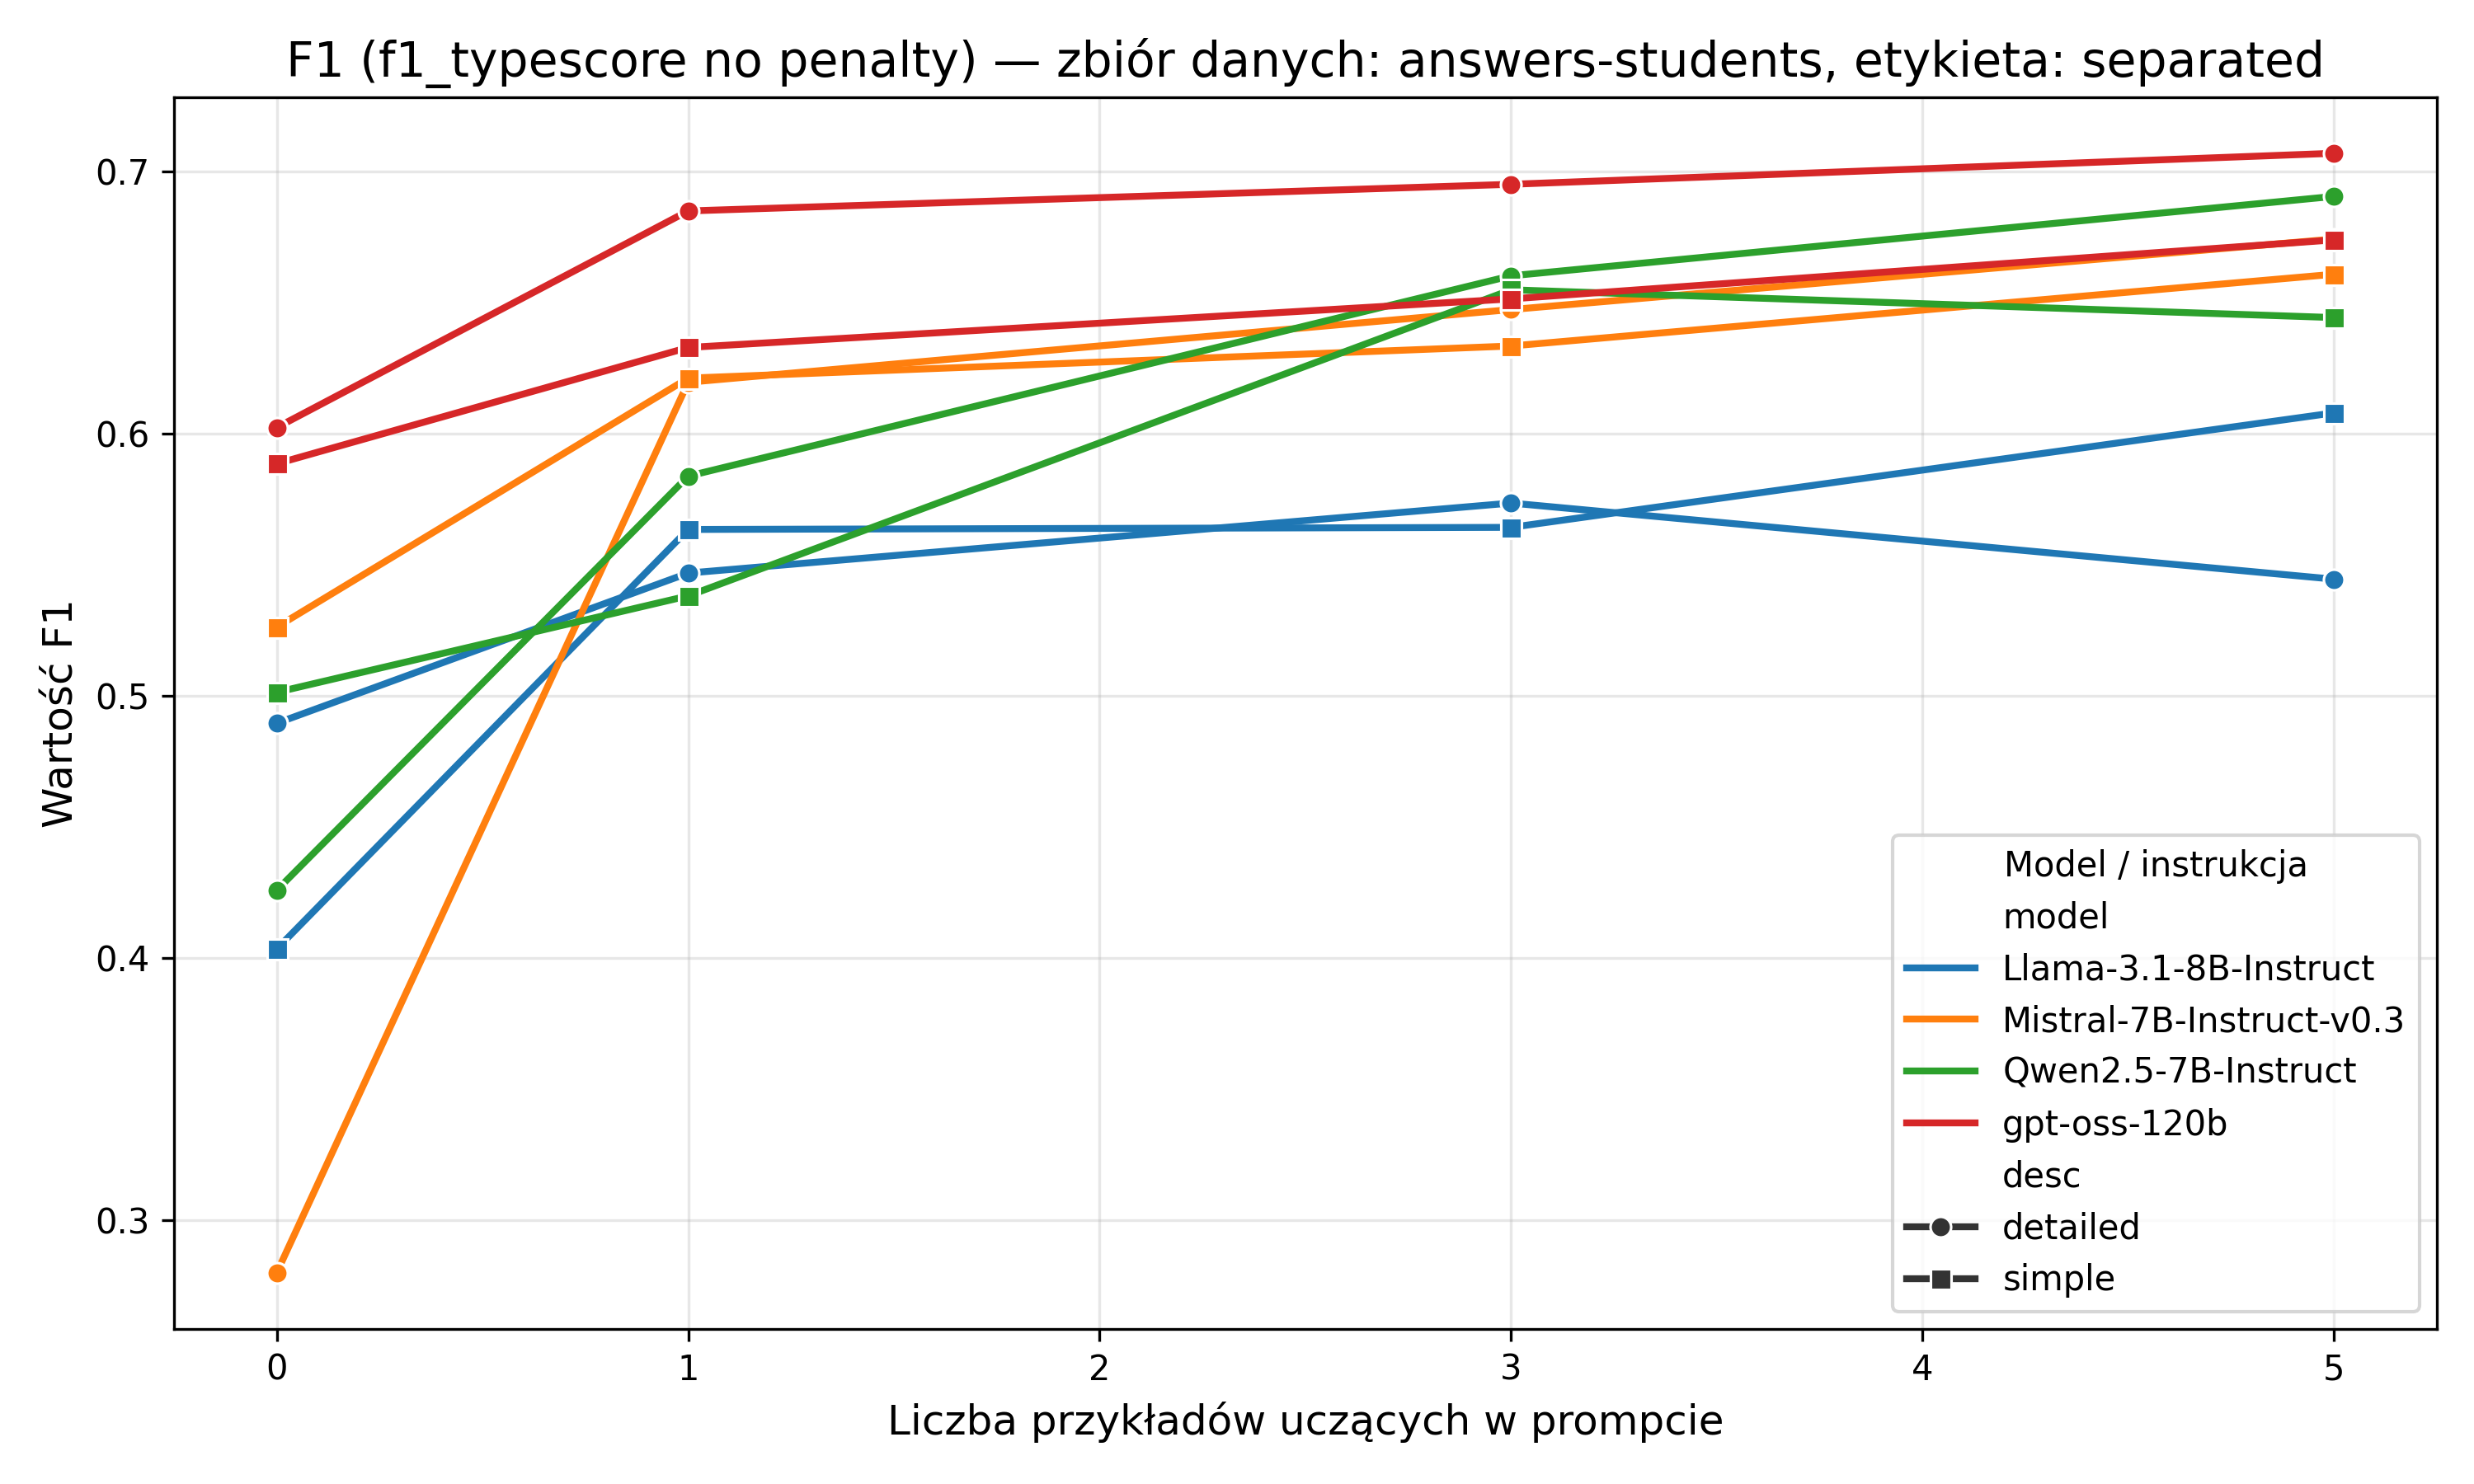 F1 (f1_typescore no penalty) — zbiór danych: answers-students, etykieta: separated
Wartość F1
0.7
0.6
0.5
0.4
0.3
0
1
2
3
4
5
Liczba przykładów uczących w prompcie
Model / instrukcja
model
Llama-3.1-8B-Instruct
Mistral-7B-Instruct-v0.3
Qwen2.5-7B-Instruct
gpt-oss-120b
desc
detailed
simple